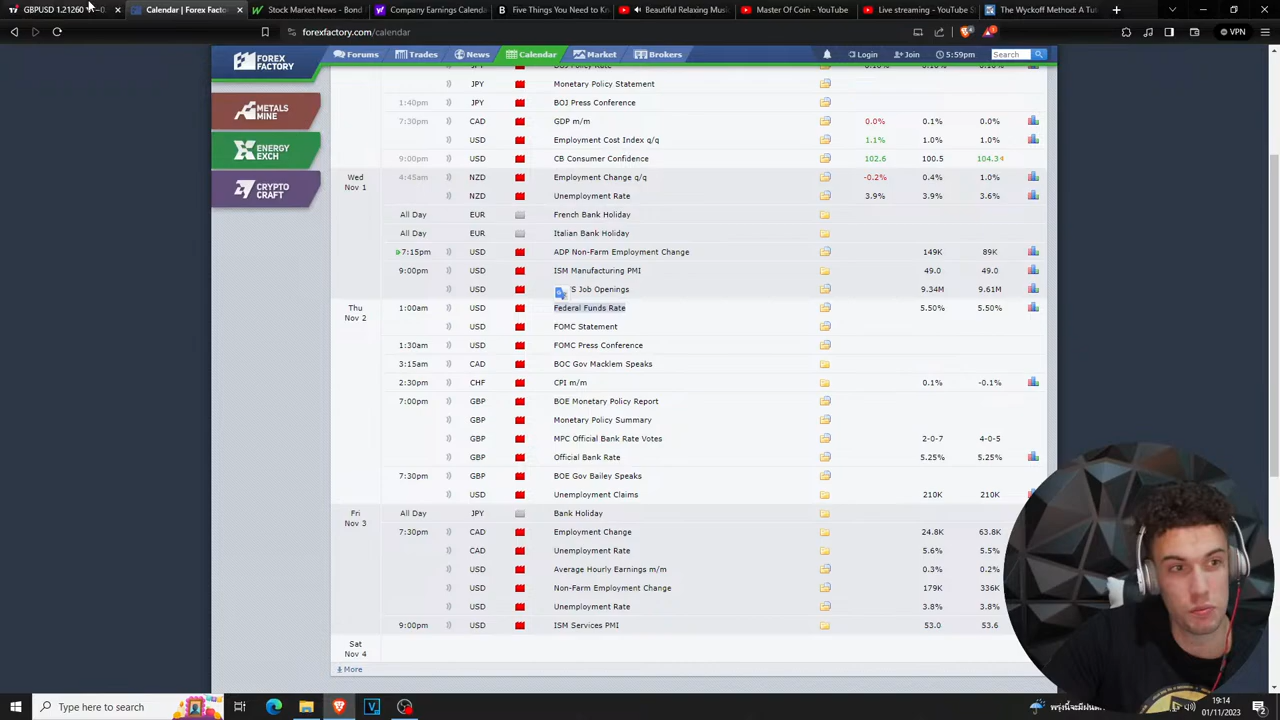 GBPUSD 1.21260
Calendar | Forex Facto
Stock Market News - Bond
Company Earnings Calenda
Five Things You Need to Kn
Beautiful Relaxing Music
Master Of Coin - YouTube
Live streaming - YouTube S
The Wyckoff Method: A Tut
forexfactory.com/calendar
VPN
FOREX FACTORY
Forums
Trades
News
Calendar
Market
Brokers
Login
Join
5:59pm
Search
METALS MINE
ENERGY EXCH
CRYPTO CRAFT
JPY Monetary Policy Statement
1:40pm JPY BOJ Press Conference
7:30pm CAD GDP m/m 0.0% 0.1% 0.0%
USD Employment Cost Index q/q 1.1% 1.0% 1.0%
9:00pm USD CB Consumer Confidence 102.6 100.5 104.3
Wed Nov 1 4:45am NZD Employment Change q/q -0.2% 0.4% 1.0%
NZD Unemployment Rate 3.9% 3.9% 3.6%
All Day EUR French Bank Holiday
All Day EUR Italian Bank Holiday
7:15pm USD ADP Non-Farm Employment Change 149K 89K
9:00pm USD ISM Manufacturing PMI 49.0 49.0
USD S Job Openings 9.34M 9.61M
Thu Nov 2 1:00am USD Federal Funds Rate 5.50% 5.50%
USD FOMC Statement
1:30am USD FOMC Press Conference
3:15am CAD BOC Gov Macklem Speaks
2:30pm CHF CPI m/m 0.1% -0.1%
7:00pm GBP BOE Monetary Policy Report
GBP Monetary Policy Summary
GBP MPC Official Bank Rate Votes 2-0-7 4-0-5
GBP Official Bank Rate 5.25% 5.25%
7:30pm GBP BOE Gov Bailey Speaks
USD Unemployment Claims 210K 210K
Fri Nov 3 All Day JPY Bank Holiday
7:30pm CAD Employment Change 24.8K 63.8K
CAD Unemployment Rate 5.6% 5.5%
USD Average Hourly Earnings m/m 0.3% 0.2%
USD Non-Farm Employment Change 179K 336K
USD Unemployment Rate 3.8% 3.8%
9:00pm USD ISM Services PMI 53.0 53.6
Sat Nov 4
More
Type here to search
19:14
01/11/2023